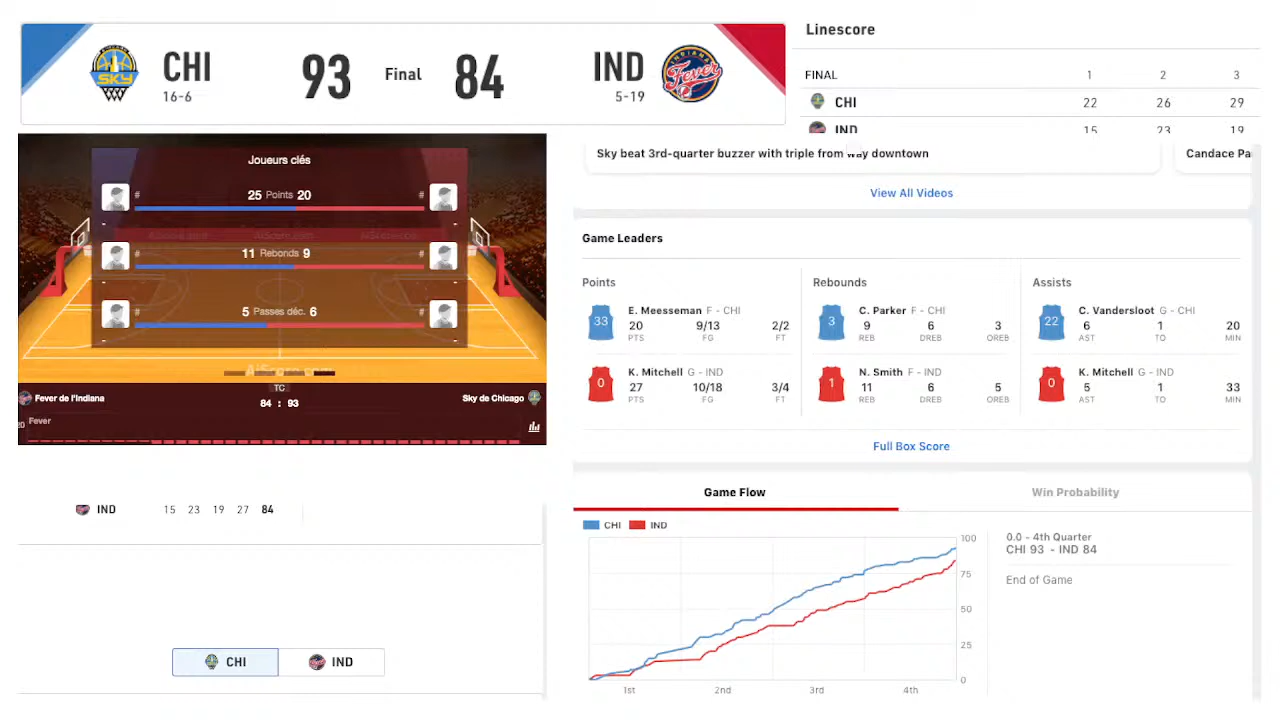 CHI
16-6
93
Final
84
IND
5-19
Linescore
FINAL 1 2 3
CHI 22 26 29
IND 15 23 19
Joueurs clés
# 25 Points 20 #
- -
# 11 Rebonds 9 #
- -
# 5 Passes déc. 6 #
- -
TC
Fever de l'Indiana 84 : 93 Sky de Chicago
20 Fever
Sky beat 3rd-quarter buzzer with triple from way downtown
Candace Pa
View All Videos
Game Leaders
Points
33 E. Meesseman F - CHI
20 9/13 2/2
PTS FG FT
0 K. Mitchell G - IND
27 10/18 3/4
PTS FG FT
Rebounds
3 C. Parker F - CHI
9 6 3
REB DREB OREB
1 N. Smith F - IND
11 6 5
REB DREB OREB
Assists
22 C. Vandersloot G - CHI
6 1 20
AST TO MIN
0 K. Mitchell G - IND
5 1 33
AST TO MIN
Full Box Score
IND 15 23 19 27 84
CHI IND
Game Flow Win Probability
CHI IND
100
75
50
25
0
1st 2nd 3rd 4th
0.0 - 4th Quarter
CHI 93 - IND 84
End of Game